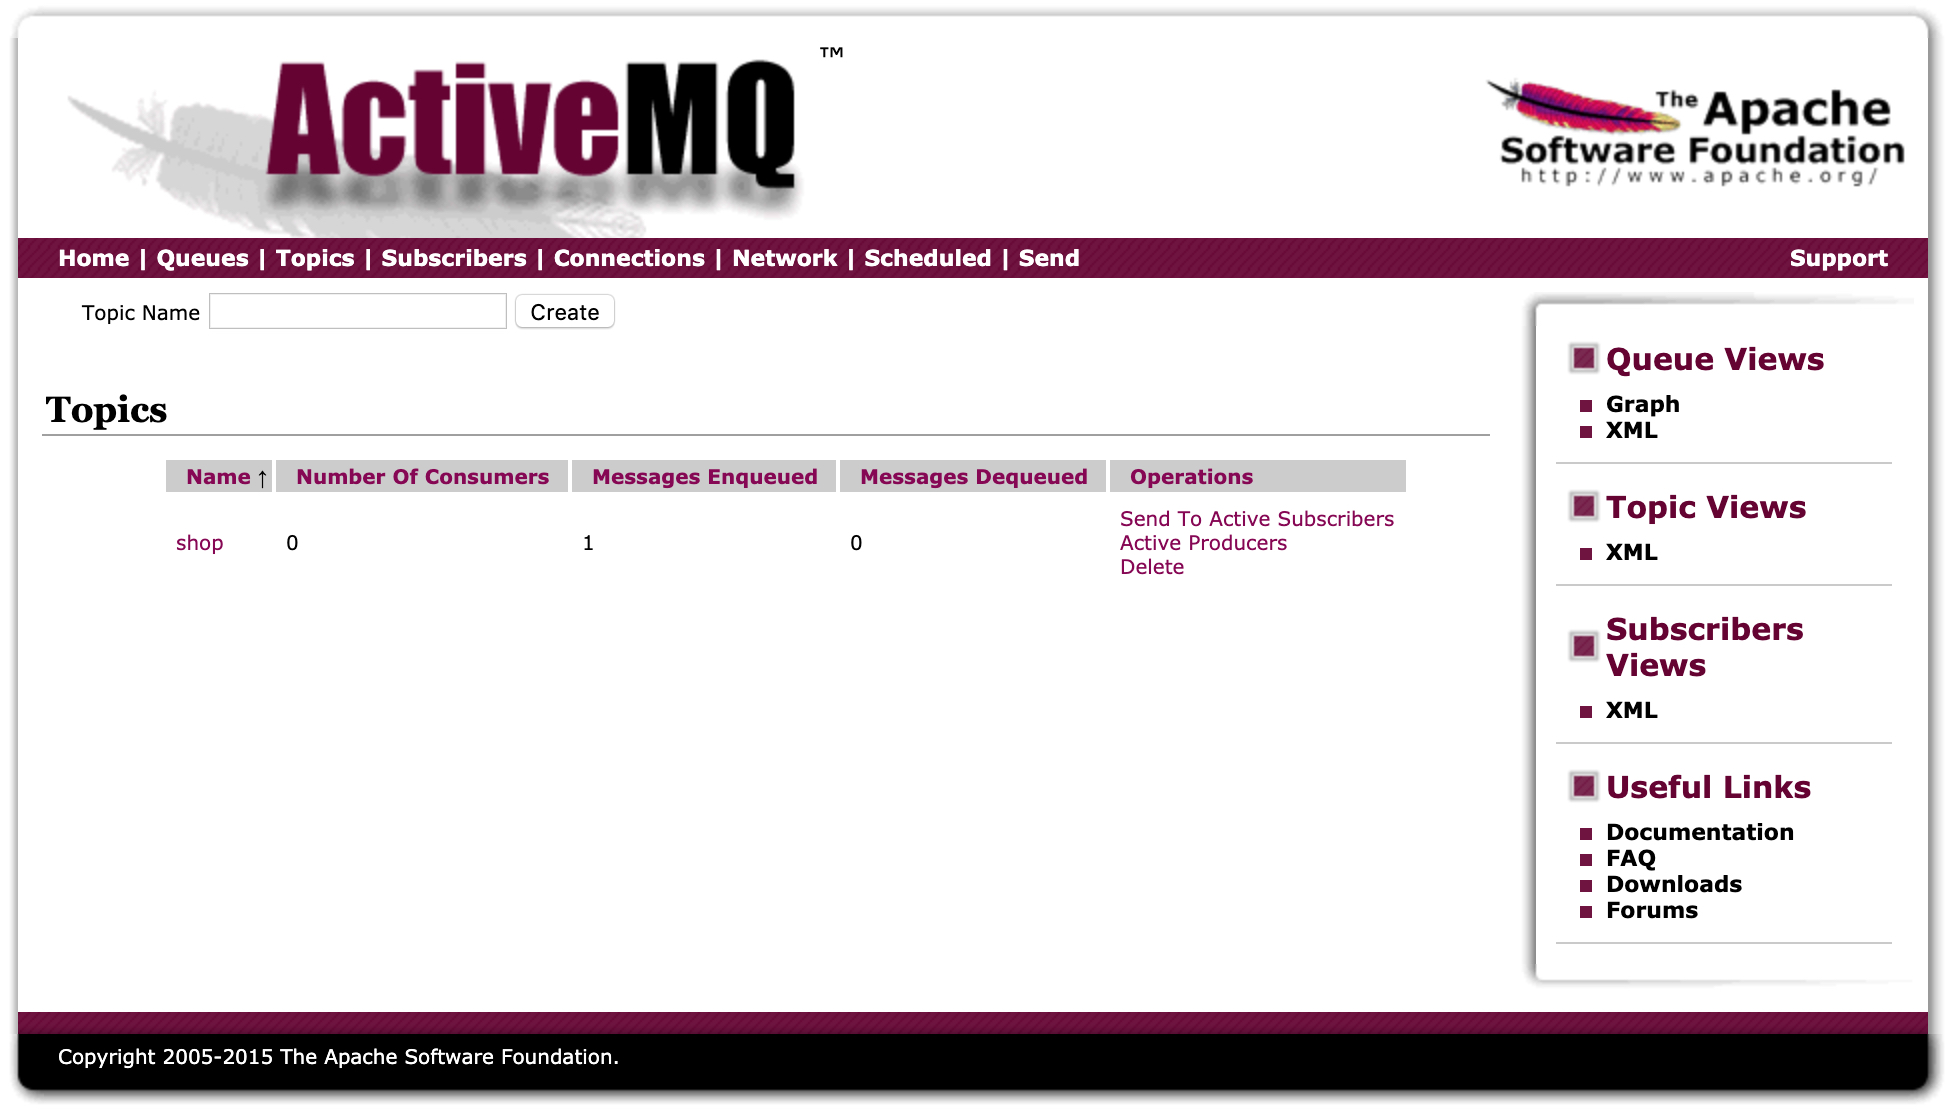 ActiveMQ ™
The Apache
Software Foundation
http://www.apache.org/
Home | Queues | Topics | Subscribers | Connections | Network | Scheduled | Send Support
Topic Name Create
Topics
Name ↑ Number Of Consumers Messages Enqueued Messages Dequeued Operations
shop 0 1 0 Send To Active Subscribers
Active Producers
Delete
Queue Views
Graph
XML
Topic Views
XML
Subscribers
Views
XML
Useful Links
Documentation
FAQ
Downloads
Forums
Copyright 2005-2015 The Apache Software Foundation.